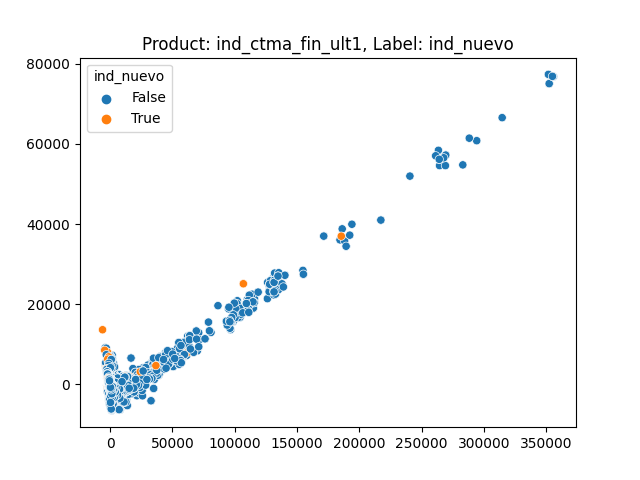 Product: ind_ctma_fin_ult1, Label: ind_nuevo
ind_nuevo
False
True
80000
60000
40000
20000
0
0 50000 100000 150000 200000 250000 300000 350000